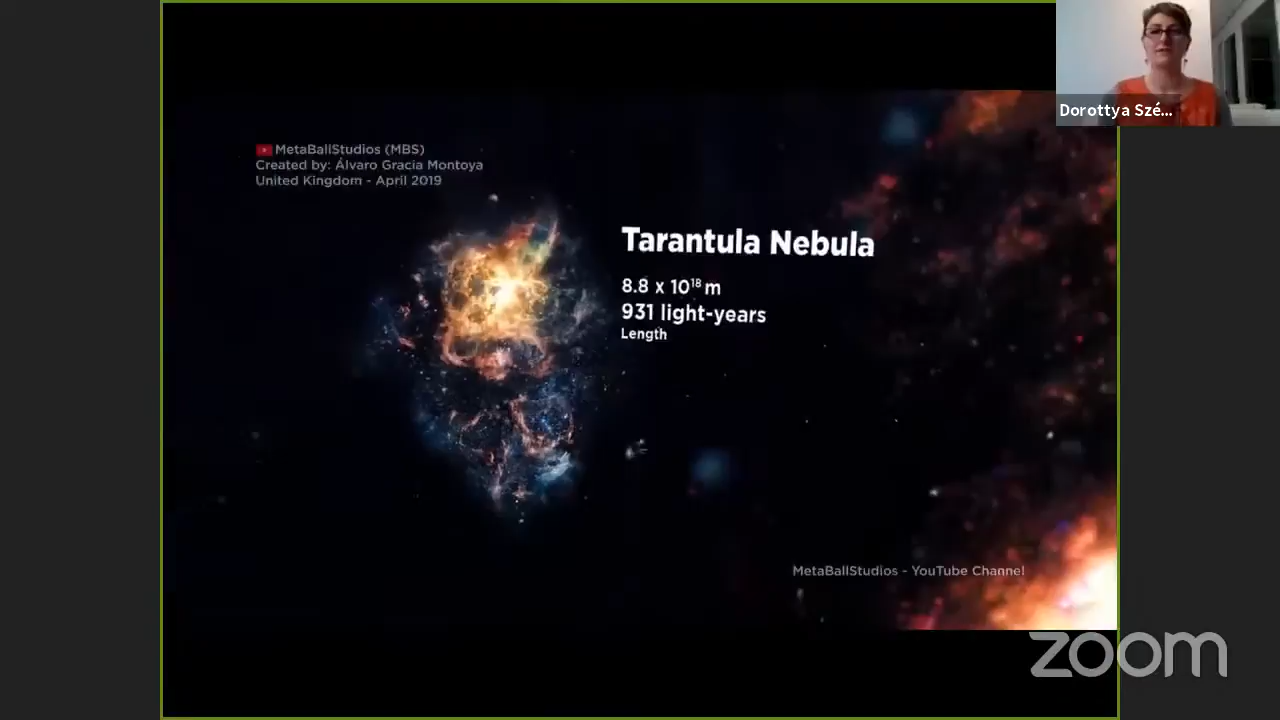 MetaBallStudios (MBS)
Created by: Álvaro Gracia Montoya
United Kingdom - April 2019
Dorottya Szé...
Tarantula Nebula
8.8 x 10¹⁸ m
931 light-years
Length
MetaBallStudios - YouTube Channel
zoom